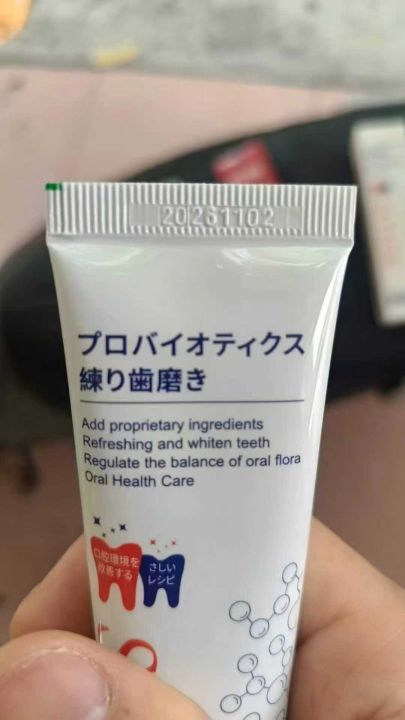 20261102
プロバイオティクス
練り歯磨き
Add proprietary ingredients
Refreshing and whiten teeth
Regulate the balance of oral flora
Oral Health Care
口腔環境を
改善する
さしい
レシピ